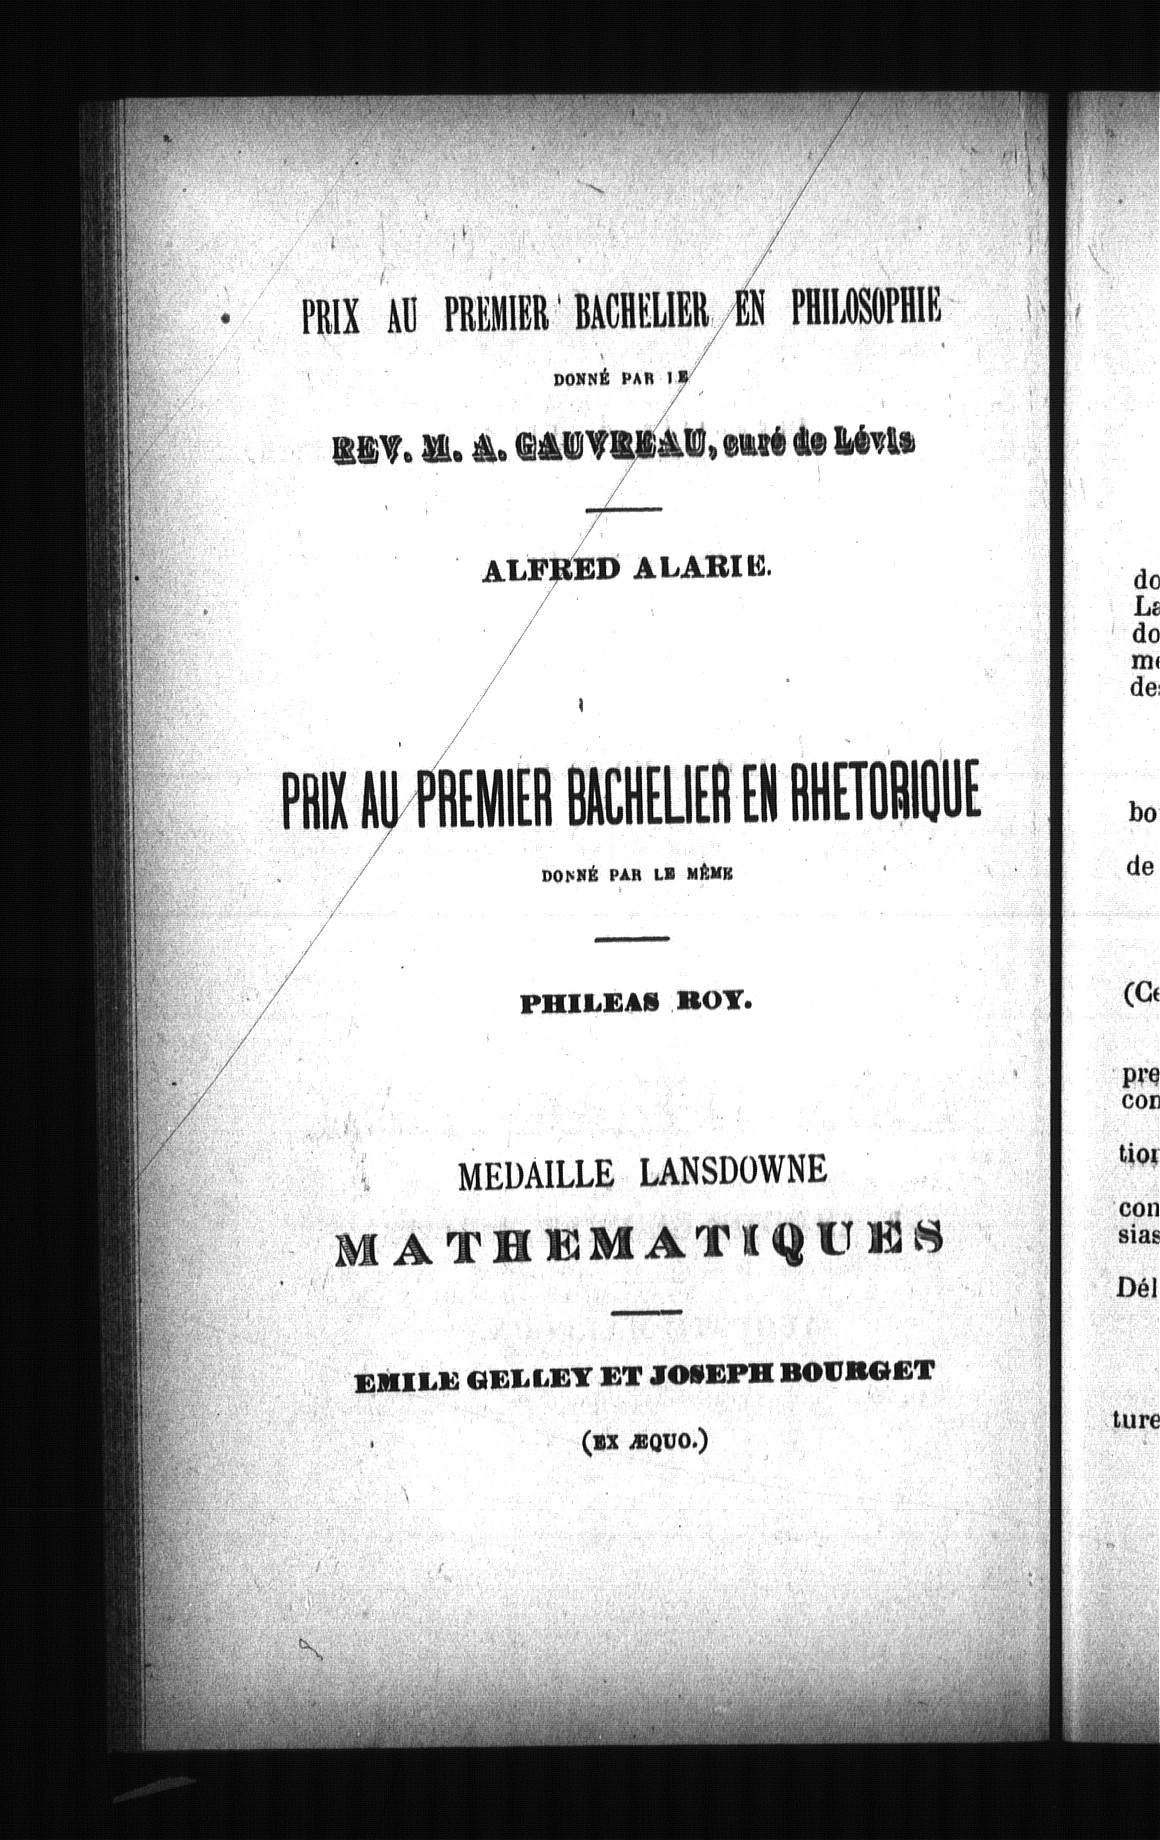 PRIX AU PREMIER BACHELIER EN PHILOSOPHIE
DONNÉ PAR LE
REV. M. A. GAUVREAU, curé de Lévis
ALFRED ALARIE.
PRIX AU PREMIER BACHELIER EN RHETORIQUE
DONNÉ PAR LE MÊME
PHILEAS ROY.
MEDAILLE LANSDOWNE
MATHEMATIQUES
EMILE GELLEY ET JOSEPH BOURGET
(EX ÆQUO.)
de